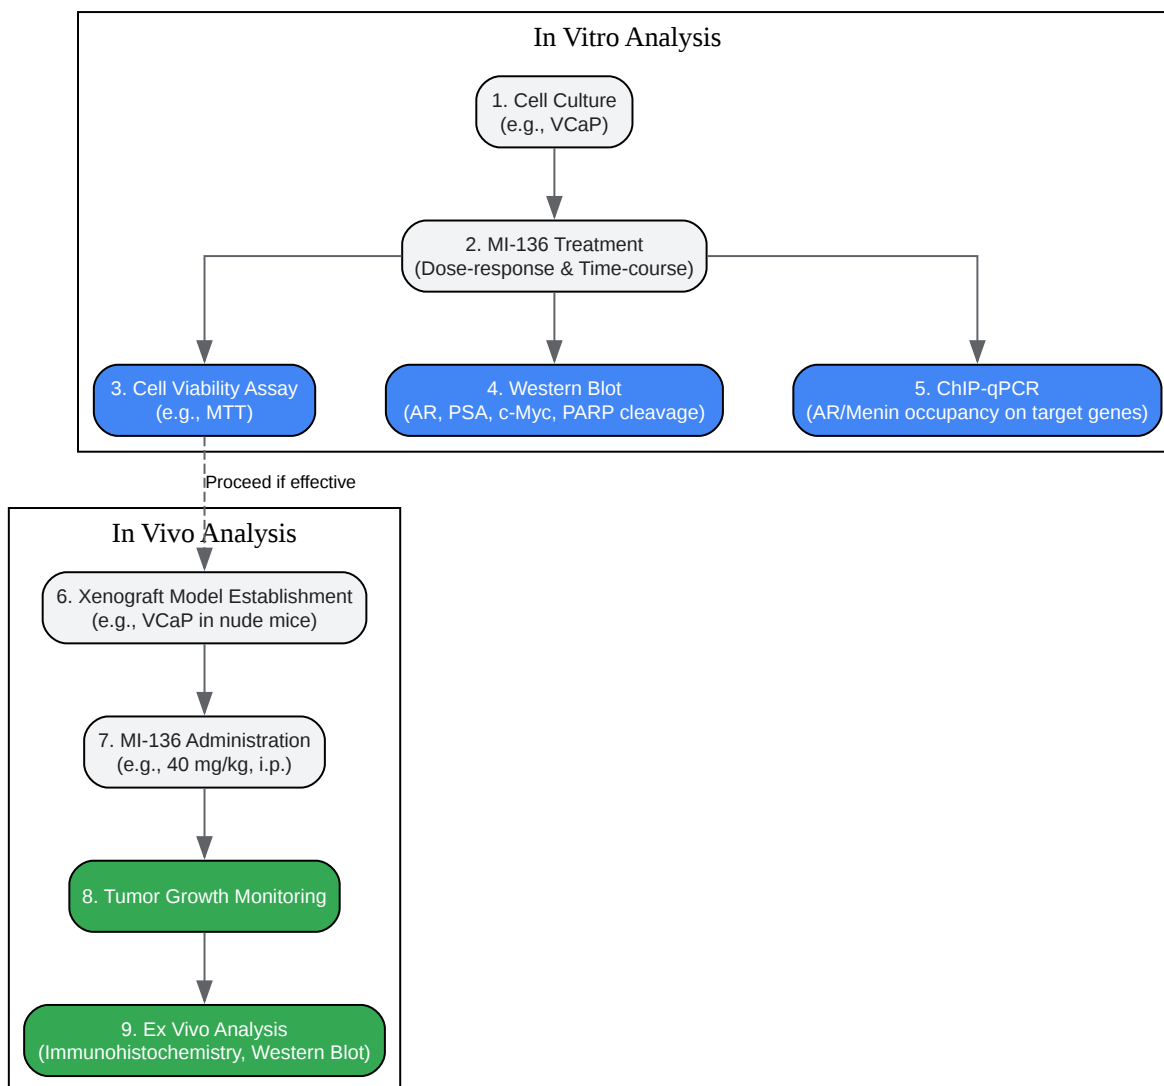 In Vitro Analysis
1. Cell Culture
(e.g., VCaP)
2. MI-136 Treatment
(Dose-response & Time-course)
3. Cell Viability Assay
(e.g., MTT)
4. Western Blot
(AR, PSA, c-Myc, PARP cleavage)
5. ChIP-qPCR
(AR/Menin occupancy on target genes)
Proceed if effective
In Vivo Analysis
6. Xenograft Model Establishment
(e.g., VCaP in nude mice)
7. MI-136 Administration
(e.g., 40 mg/kg, i.p.)
8. Tumor Growth Monitoring
9. Ex Vivo Analysis
(Immunohistochemistry, Western Blot)